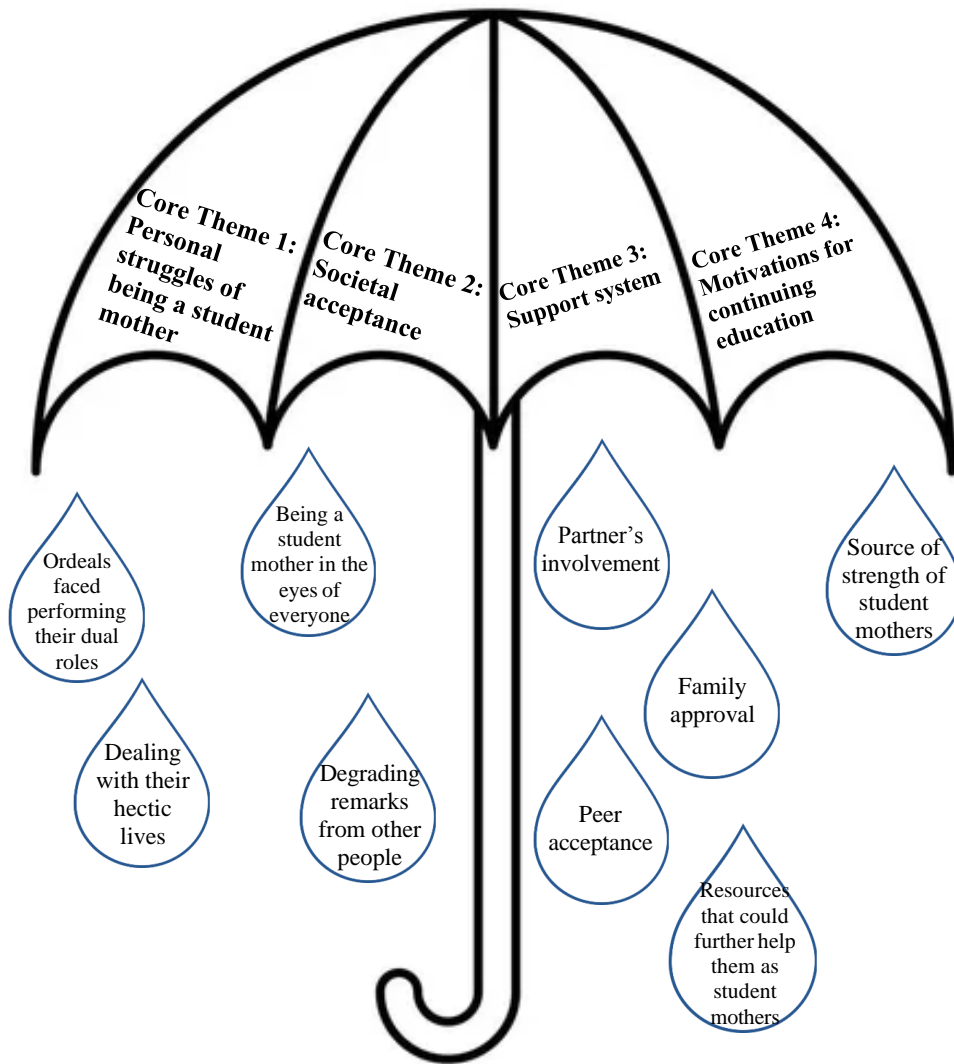 Core Theme 1:
Personal
struggles of
being a student
mother
Core Theme 2:
Societal
acceptance
Core Theme 3:
Support system
Core Theme 4:
Motivations for
continuing
education
Ordeals
faced
performing
their dual
roles
Dealing
with their
hectic
lives
Being a
student
mother in the
eyes of
everyone
Degrading
remarks
from other
people
Partner’s
involvement
Family
approval
Peer
acceptance
Resources
that could
further help
them as
student
mothers
Source of
strength of
student
mothers